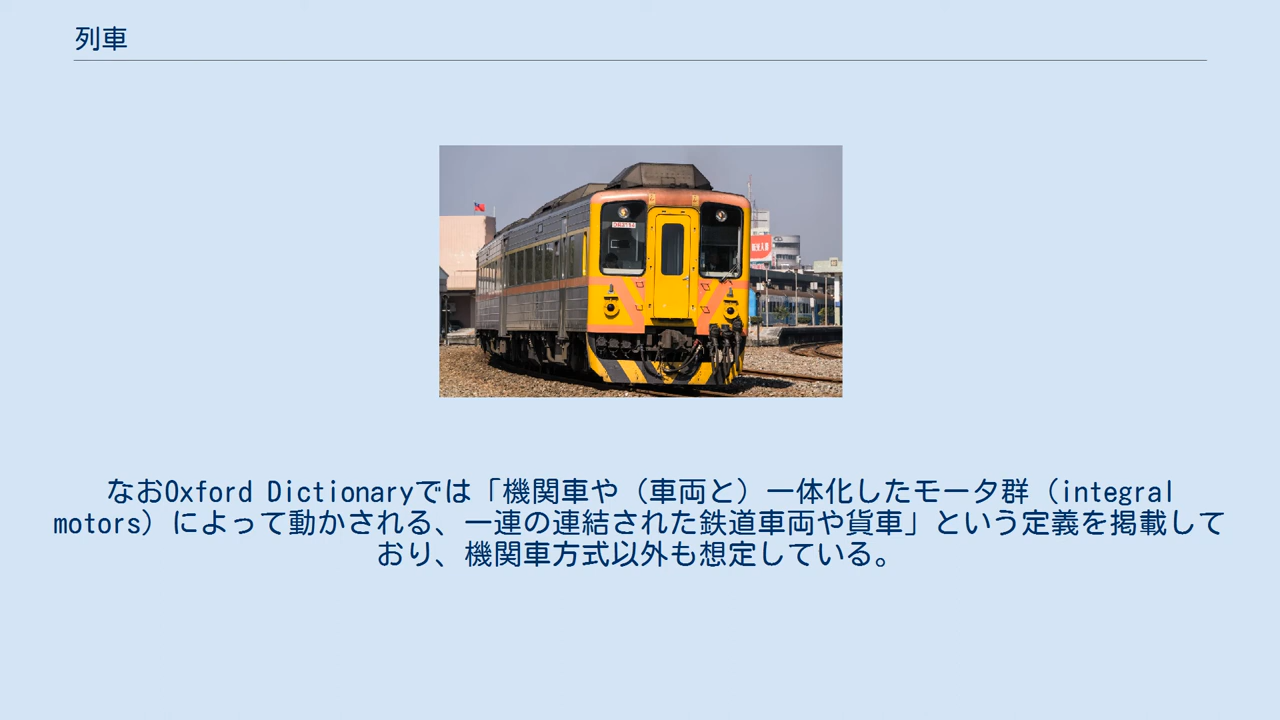 列車
なおOxford Dictionaryでは「機関車や（車両と）一体化したモータ群（integral
motors）によって動かされる、一連の連結された鉄道車両や貨車」という定義を掲載して
おり、機関車方式以外も想定している。